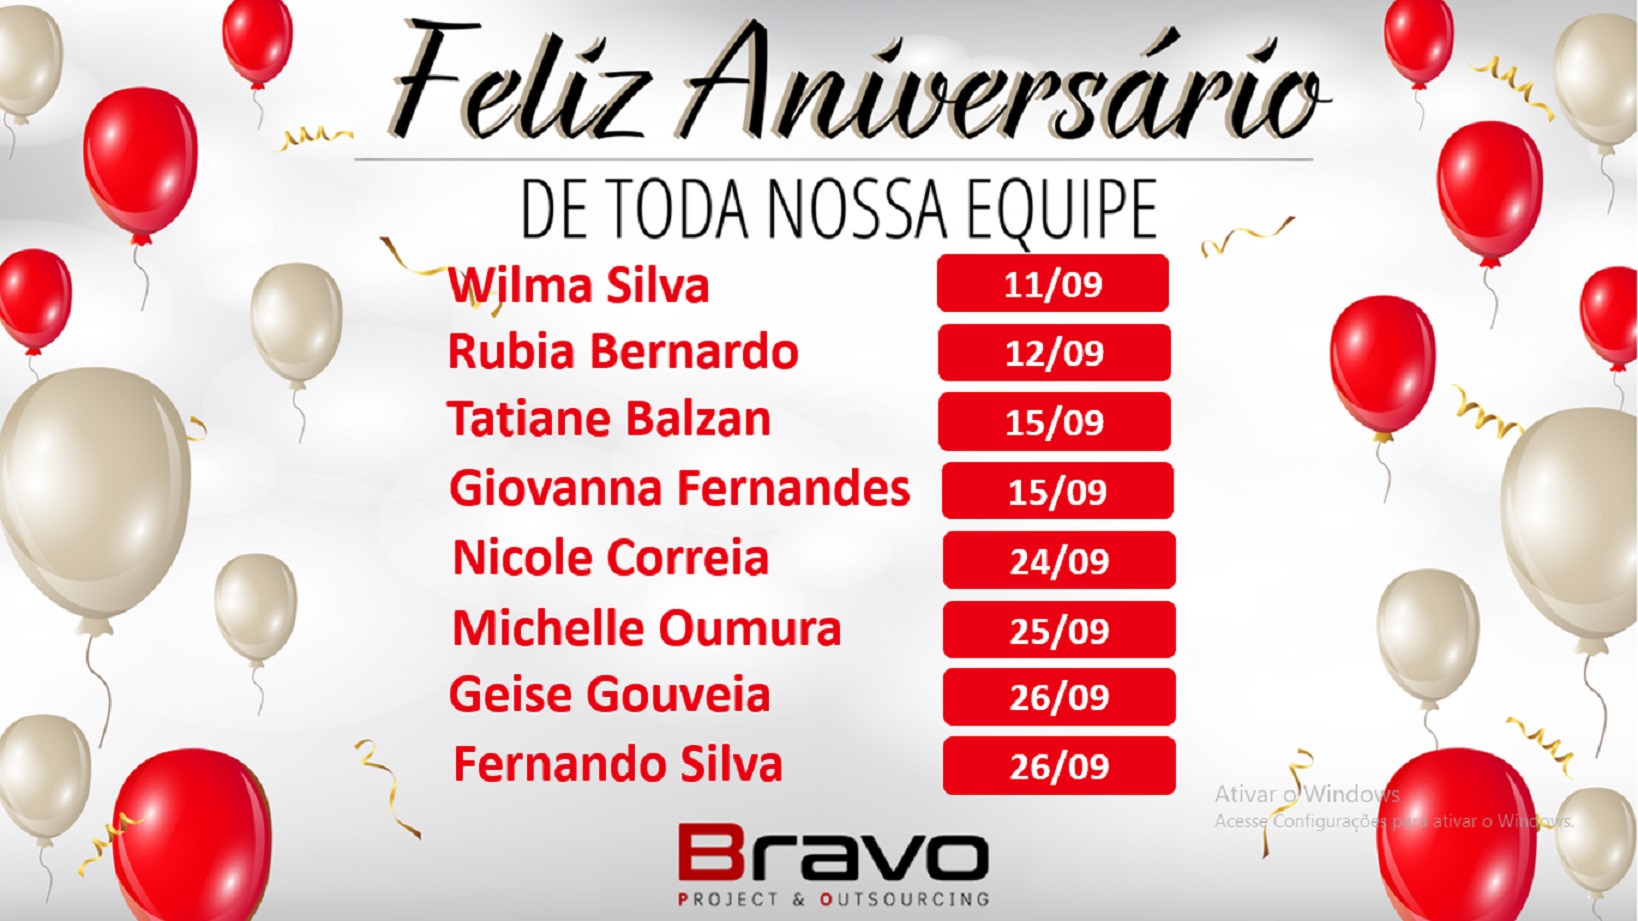 Feliz Aniversário
DE TODA NOSSA EQUIPE
Wilma Silva 11/09
Rubia Bernardo 12/09
Tatiane Balzan 15/09
Giovanna Fernandes 15/09
Nicole Correia 24/09
Michelle Oumura 25/09
Geise Gouveia 26/09
Fernando Silva 26/09
Ativar o Windows
Acesse Configurações para ativar o Windows.
Bravo
PROJECT & OUTSOURCING